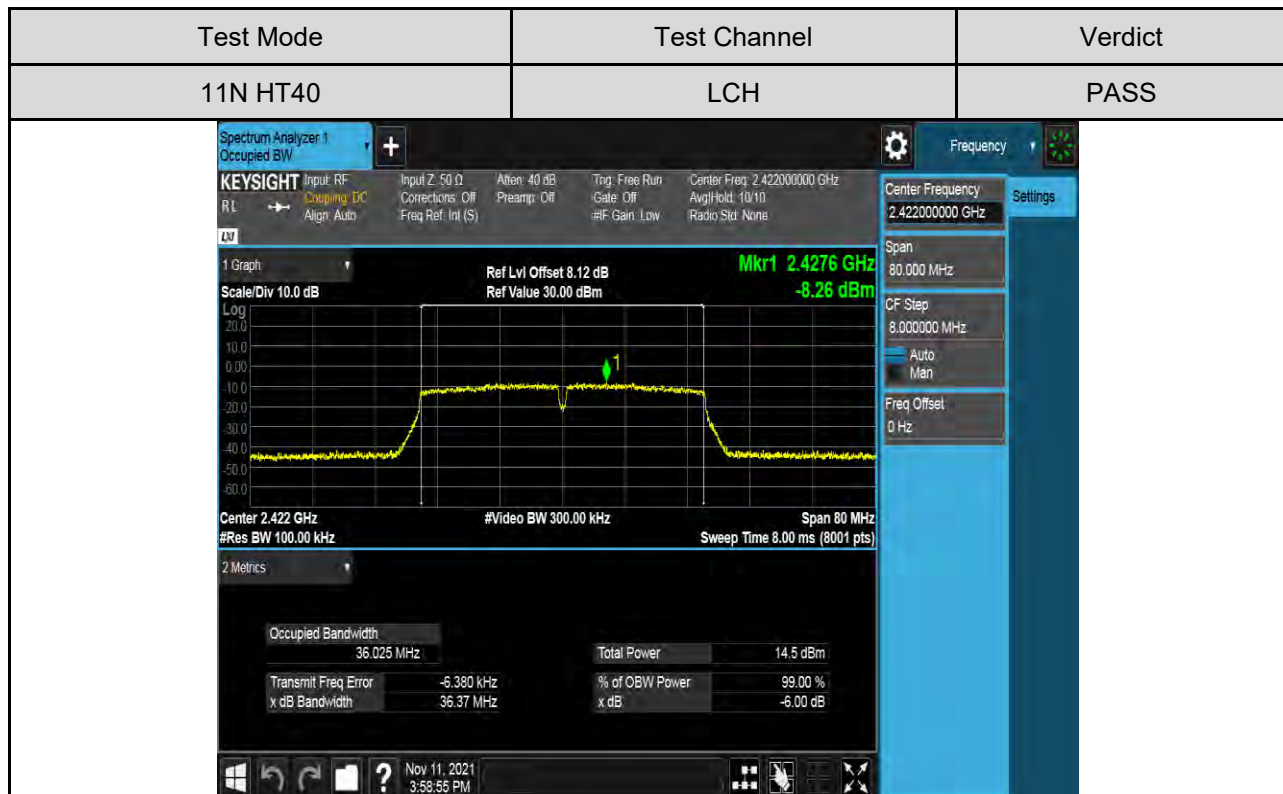 Test Mode Test Channel Verdict
11N HT40 LCH PASS
Spectrum Analyzer 1
Occupied BW
+
Frequency
KEYSIGHT Input: RF Input Z: 50 Ω Atten: 40 dB Trig: Free Run Center Freq: 2.422000000 GHz
Coupling: DC Corrections: Off Preamp: Off Gate: Off Avg|Hold: 10/10
RL Align: Auto Freq Ref: Int (S) #IF Gain: Low Radio Std: None
LXI
Center Frequency
2.422000000 GHz
Settings
Span
80.000 MHz
CF Step
8.000000 MHz
Auto
Man
Freq Offset
0 Hz
1 Graph
Ref Lvl Offset 8.12 dB
Mkr1 2.4276 GHz
Scale/Div 10.0 dB
Ref Value 30.00 dBm
-8.26 dBm
Log
20.0
10.0
0.00
-10.0
-20.0
-30.0
-40.0
-50.0
-60.0
1
Center 2.422 GHz #Video BW 300.00 kHz Span 80 MHz
#Res BW 100.00 kHz Sweep Time 8.00 ms (8001 pts)
2 Metrics
Occupied Bandwidth
36.025 MHz
Total Power 14.5 dBm
Transmit Freq Error -6.380 kHz
% of OBW Power 99.00 %
x dB Bandwidth 36.37 MHz
x dB -6.00 dB
?
Nov 11, 2021
3:58:55 PM